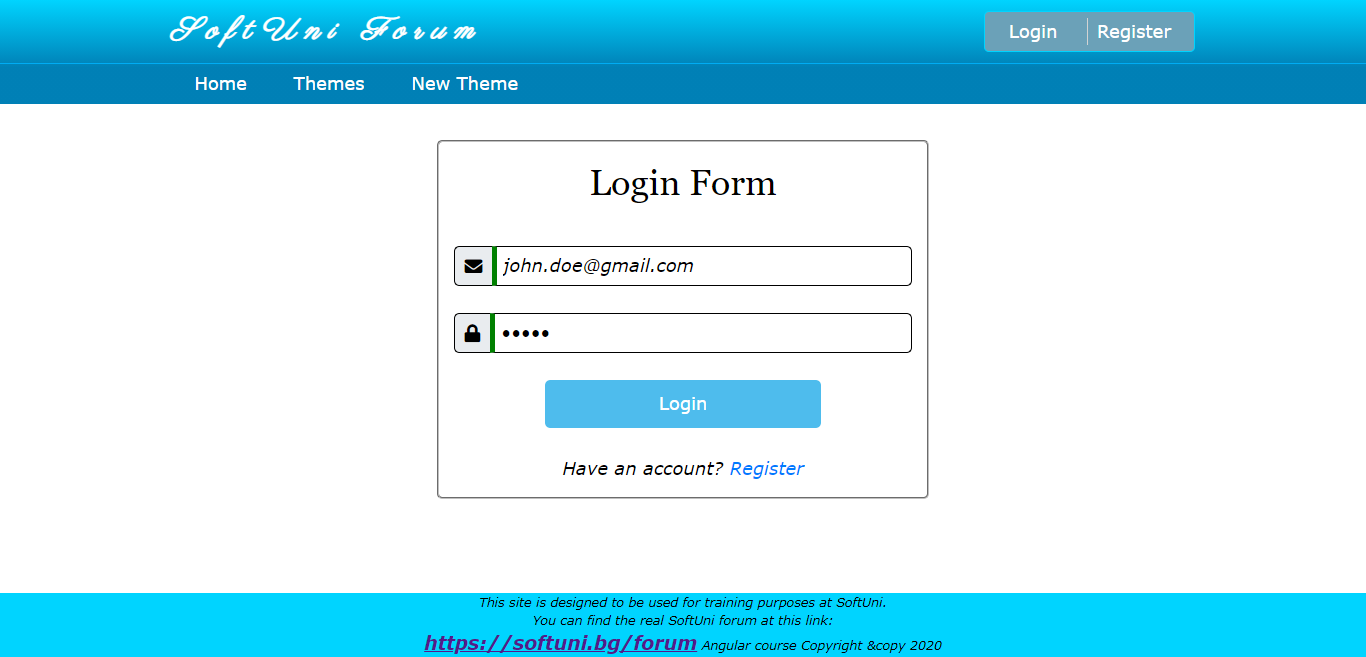 SoftUni Forum
Login Register
Home Themes New Theme
Login Form
john.doe@gmail.com
•••••
Login
Have an account? Register
This site is designed to be used for training purposes at SoftUni.
You can find the real SoftUni forum at this link:
https://softuni.bg/forum Angular course Copyright &copy 2020